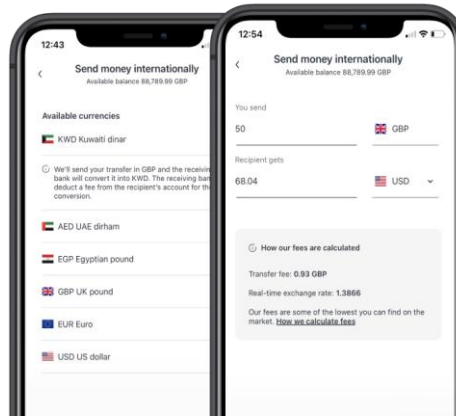 12:43
Send money internationally
Available balance 88,789.99 GBP
Available currencies
KWD Kuwaiti dinar
We'll send your transfer in GBP and the receiving
bank will convert it into KWD. The receiving bank
deduct a fee from the recipient's account for the
conversion.
AED UAE dirham
EGP Egyptian pound
GBP UK pound
EUR Euro
USD US dollar
12:54
Send money internationally
Available balance 88,789.99 GBP
You send
50
GBP
Recipient gets
68.04
USD
How our fees are calculated
Transfer fee: 0.93 GBP
Real-time exchange rate: 1.3866
Our fees are some of the lowest you can find on the
market. How we calculate fees